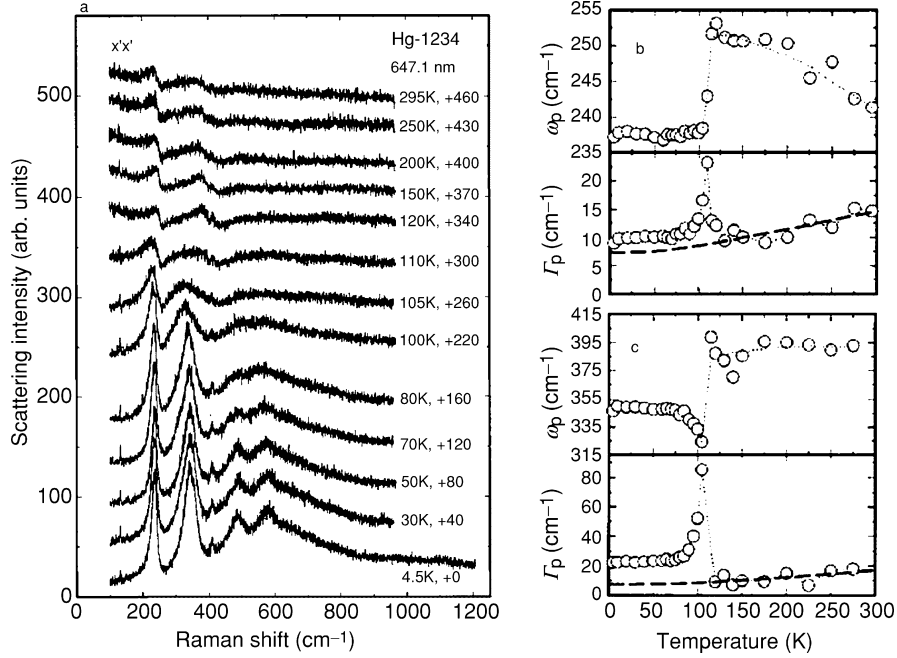 a
x'x'
Hg-1234
647.1 nm
295K, +460
250K, +430
200K, +400
150K, +370
120K, +340
110K, +300
105K, +260
100K, +220
80K, +160
70K, +120
50K, +80
30K, +40
4.5K, +0
500
400
300
200
100
0
Scattering intensity (arb. units)
0 200 400 600 800 1000 1200
Raman shift (cm–1)
b
255
250
245
240
235
ωp (cm–1)
20
15
10
5
0
Γp (cm–1)
c
415
395
375
355
335
315
ωp (cm–1)
80
60
40
20
0
Γp (cm–1)
0 50 100 150 200 250 300
Temperature (K)